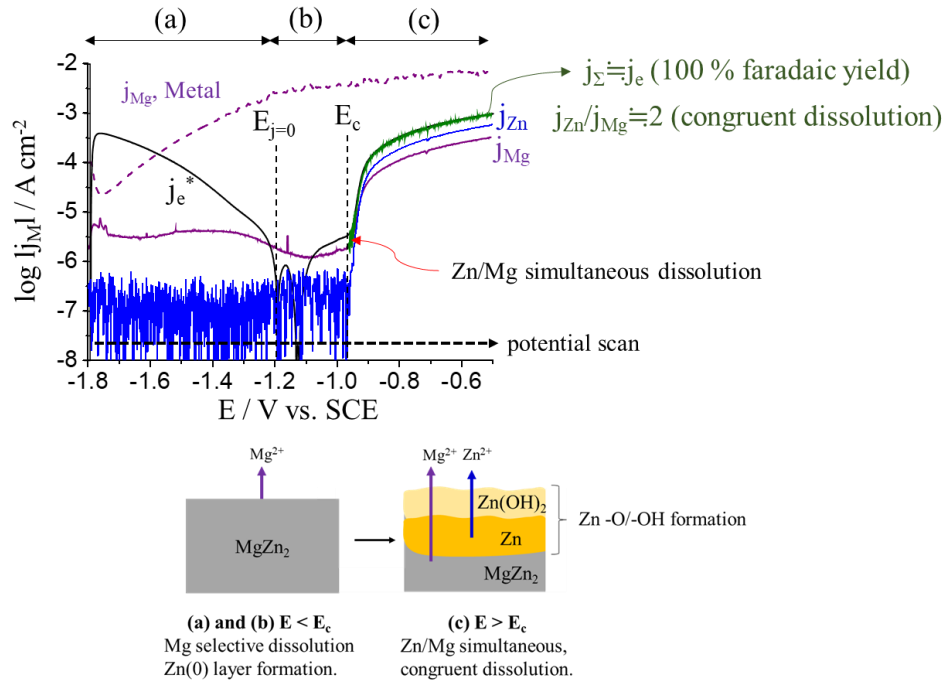 (a) (b) (c)
-2
-3
-4
-5
-6
-7
-8
log |jM| / A cm-2
jMg, Metal
Ej=0
Ec
je*
jZn
jMg
jΣ≒je (100 % faradaic yield)
jZn/jMg≒2 (congruent dissolution)
Zn/Mg simultaneous dissolution
potential scan
-1.8 -1.6 -1.4 -1.2 -1.0 -0.8 -0.6
E / V vs. SCE
Mg2+
MgZn2
Mg2+ Zn2+
Zn(OH)2
Zn
MgZn2
Zn -O/-OH formation
(a) and (b) E < Ec
Mg selective dissolution
Zn(0) layer formation.
(c) E > Ec
Zn/Mg simultaneous,
congruent dissolution.